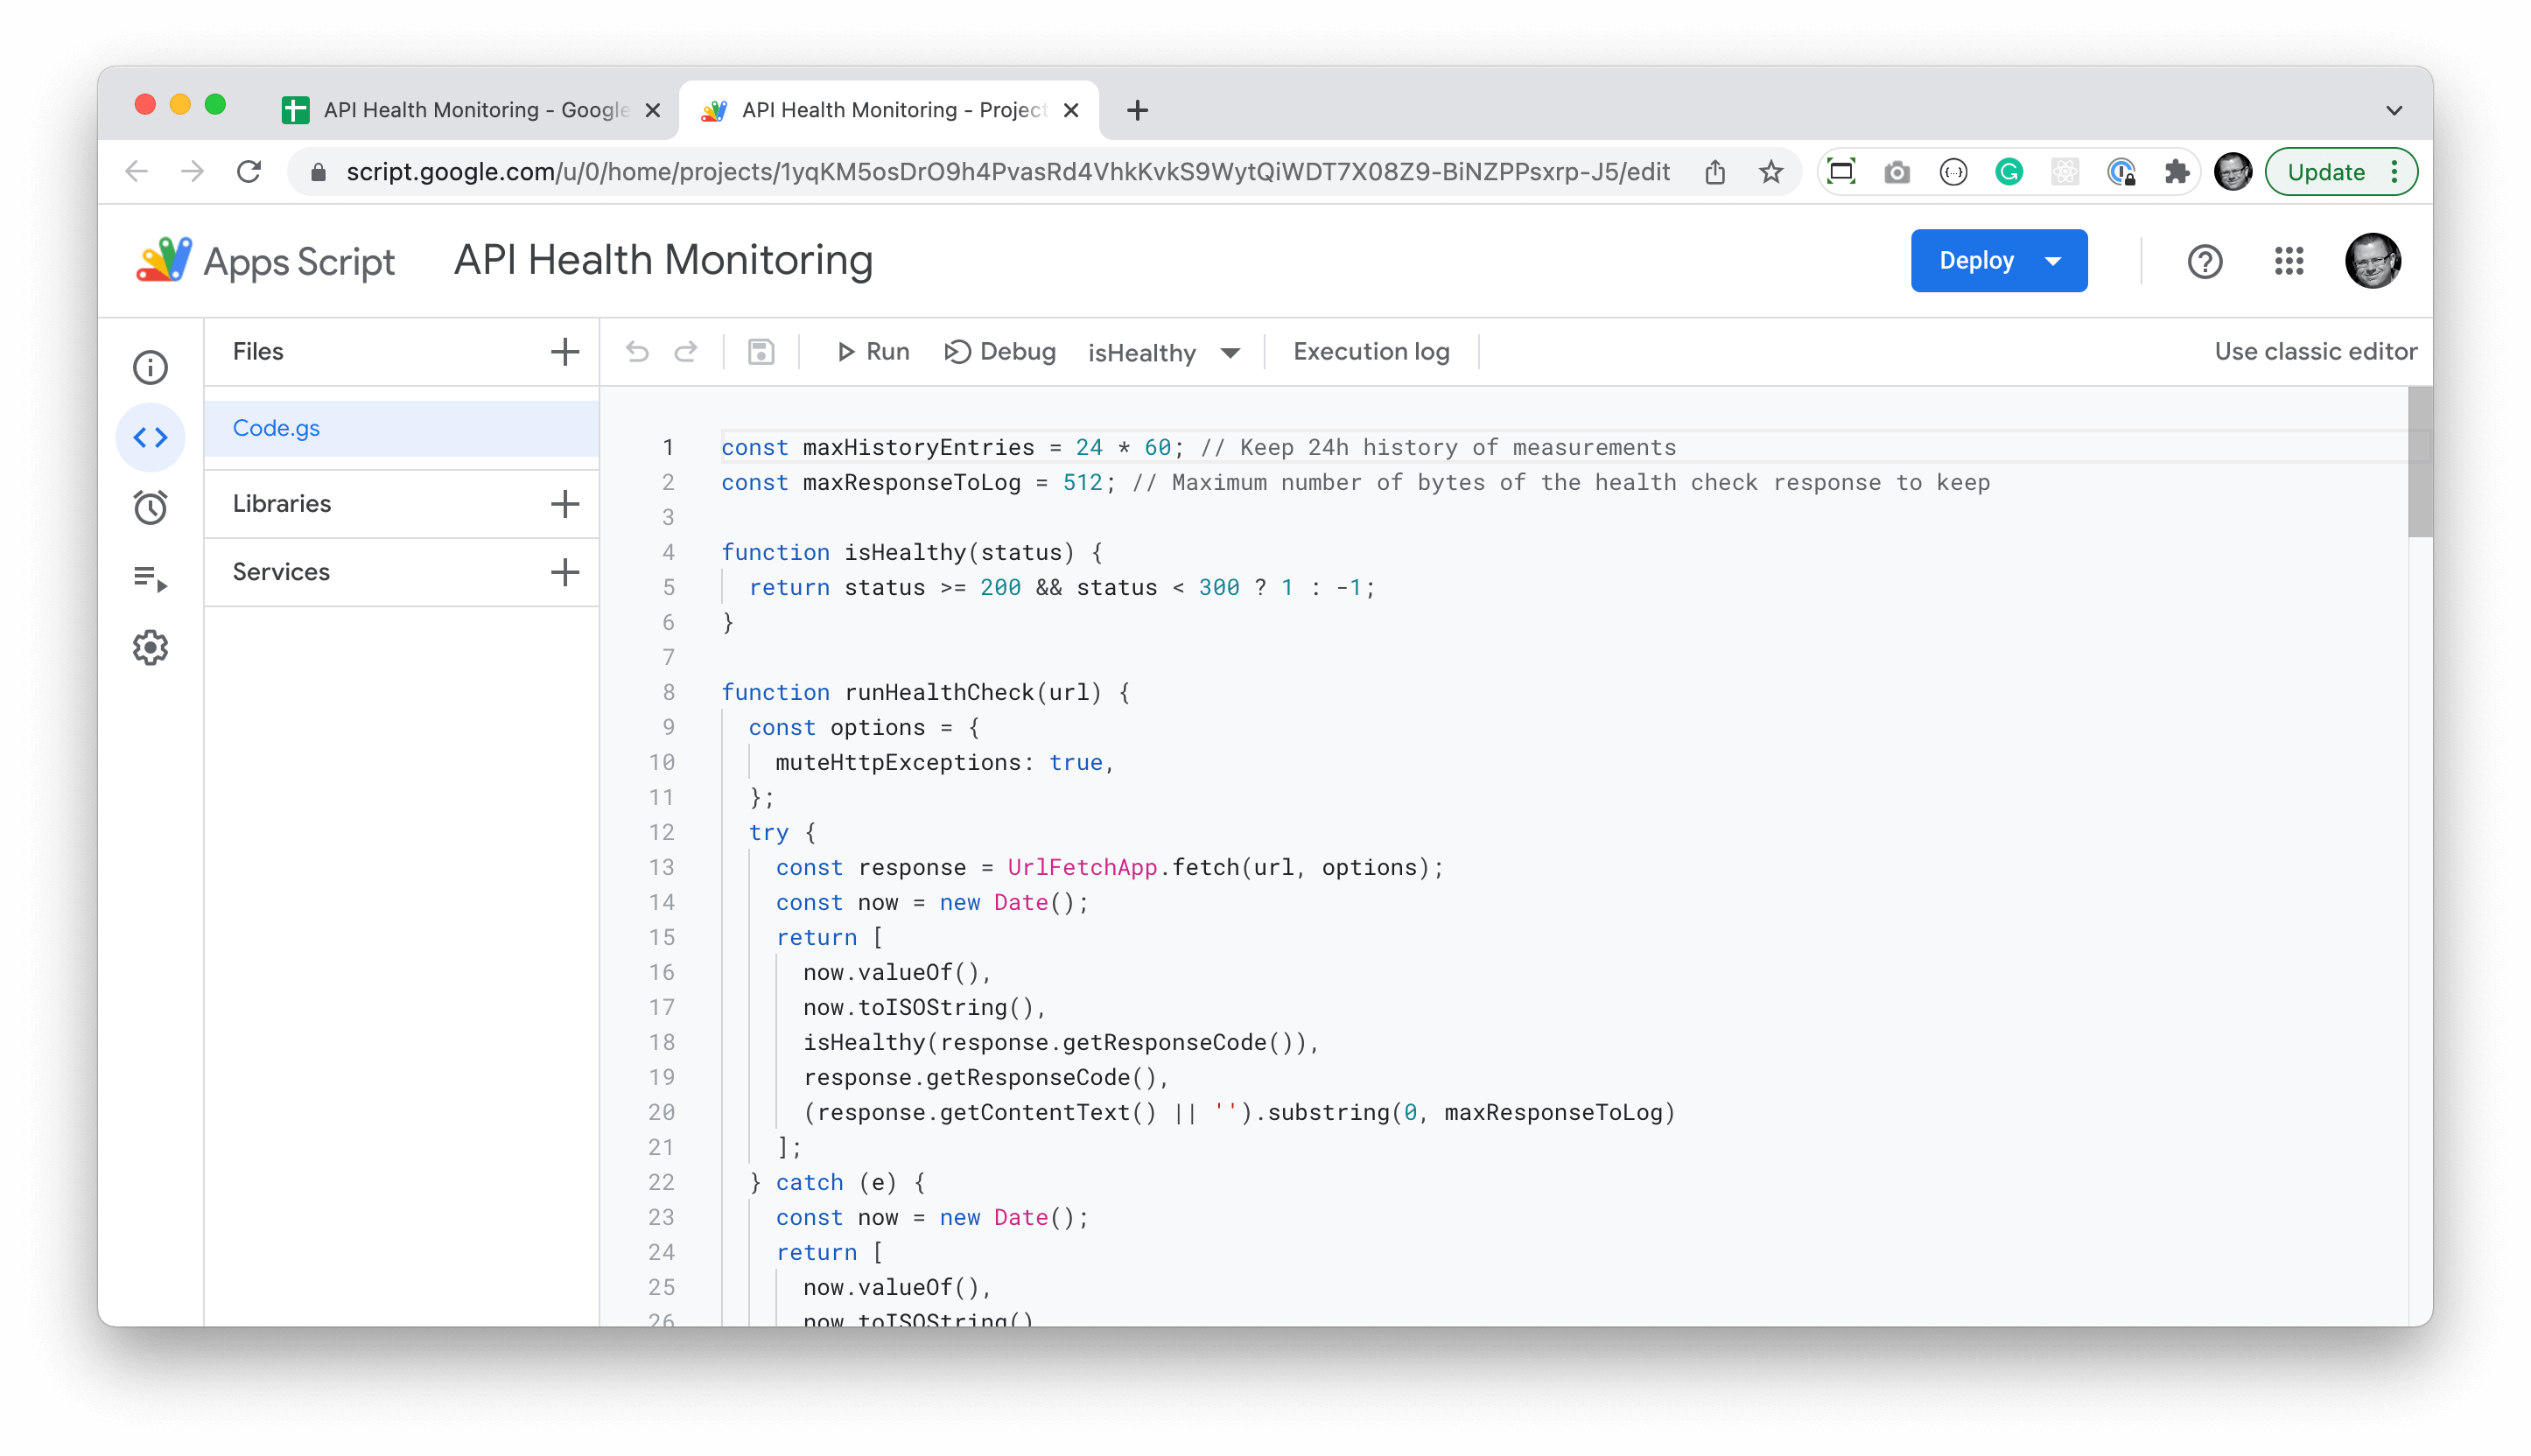 API Health Monitoring - Google
API Health Monitoring - Project
script.google.com/u/0/home/projects/1yqKM5osDrO9h4PvasRd4VhkKvkS9WytQiWDT7X08Z9-BiNZPPsxrp-J5/edit
Update
Apps Script
API Health Monitoring
Deploy
Files
Run
Debug
isHealthy
Execution log
Use classic editor
Code.gs
Libraries
Services
1 const maxHistoryEntries = 24 * 60; // Keep 24h history of measurements
2 const maxResponseToLog = 512; // Maximum number of bytes of the health check response to keep
3
4 function isHealthy(status) {
5 return status >= 200 && status < 300 ? 1 : -1;
6 }
7
8 function runHealthCheck(url) {
9 const options = {
10 muteHttpExceptions: true,
11 };
12 try {
13 const response = UrlFetchApp.fetch(url, options);
14 const now = new Date();
15 return [
16 now.valueOf(),
17 now.toISOString(),
18 isHealthy(response.getResponseCode()),
19 response.getResponseCode(),
20 (response.getContentText() || '').substring(0, maxResponseToLog)
21 ];
22 } catch (e) {
23 const now = new Date();
24 return [
25 now.valueOf(),
26 now.toISOString()